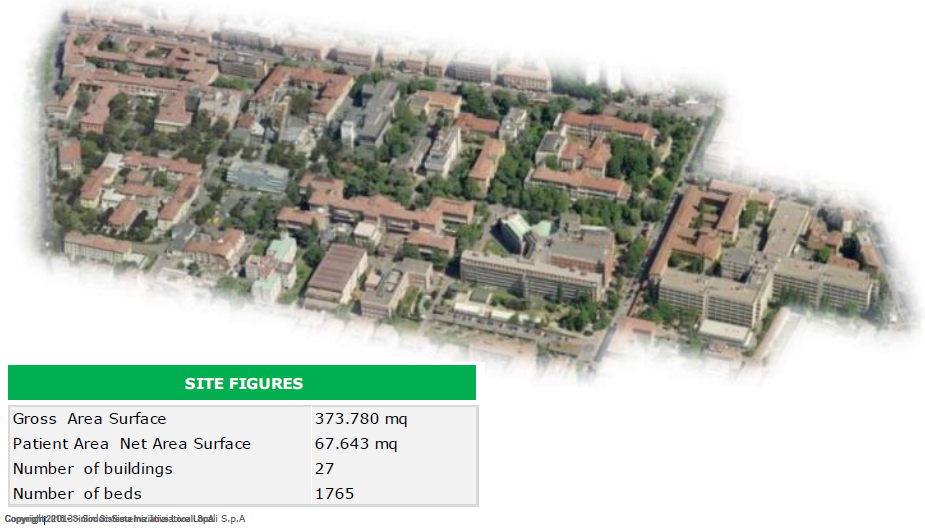 SITE FIGURES
Gross Area Surface 373.780 mq
Patient Area Net Area Surface 67.643 mq
Number of buildings 27
Number of beds 1765
S.p.A